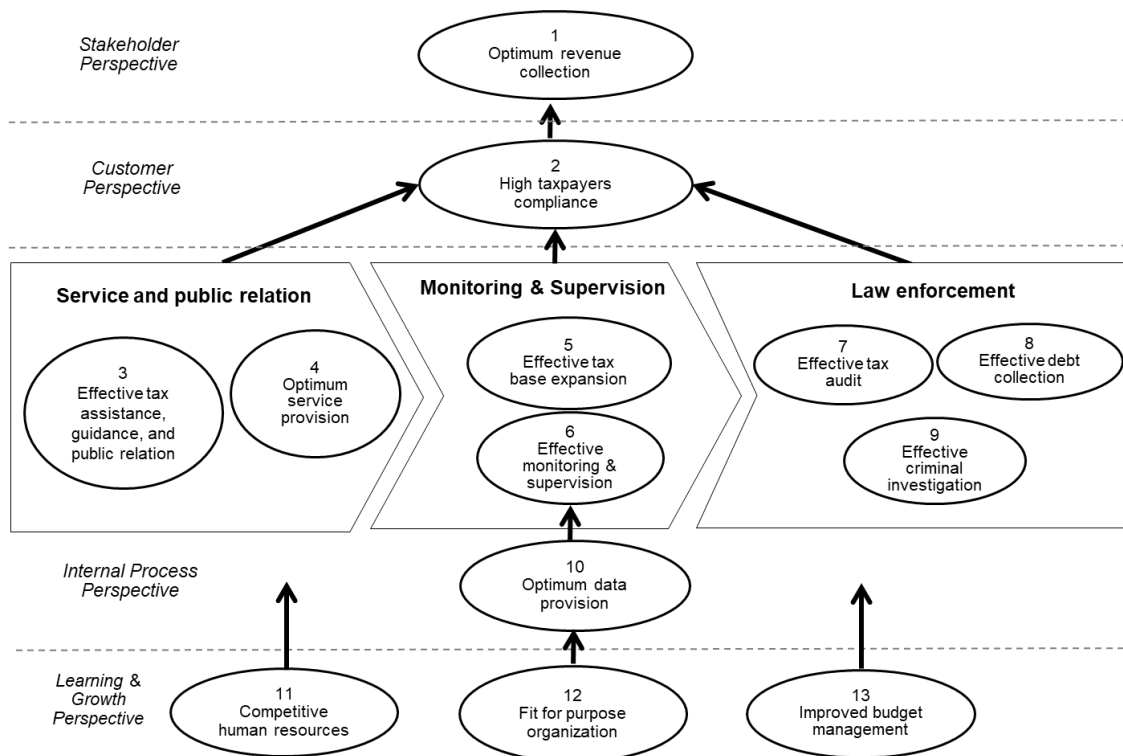 Stakeholder
Perspective
1
Optimum revenue
collection
Customer
Perspective
2
High taxpayers
compliance
Service and public relation
3
Effective tax
assistance,
guidance, and
public relation
4
Optimum
service
provision
Monitoring & Supervision
5
Effective tax
base expansion
6
Effective
monitoring &
supervision
Law enforcement
7
Effective tax
audit
8
Effective debt
collection
9
Effective
criminal
investigation
Internal Process
Perspective
10
Optimum data
provision
Learning &
Growth
Perspective
11
Competitive
human resources
12
Fit for purpose
organization
13
Improved budget
management